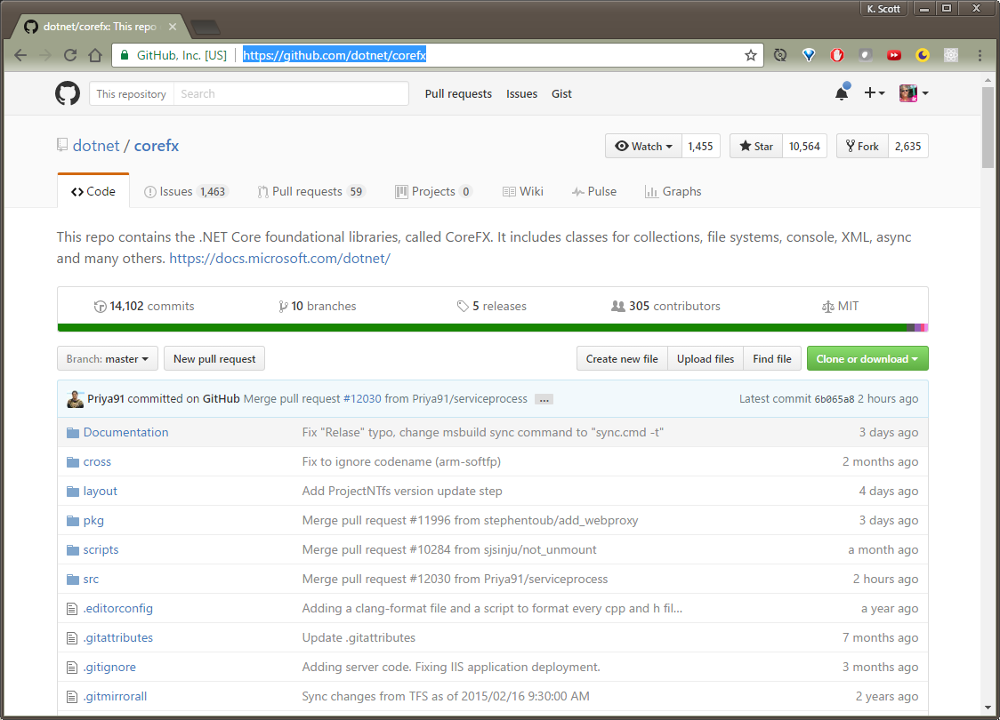 K. Scott
dotnet/corefx: This repo
GitHub, Inc. [US] https://github.com/dotnet/corefx
This repository Search Pull requests Issues Gist
dotnet / corefx Watch 1,455 Star 10,564 Fork 2,635
Code Issues 1,463 Pull requests 59 Projects 0 Wiki Pulse Graphs
This repo contains the .NET Core foundational libraries, called CoreFX. It includes classes for collections, file systems, console, XML, async
and many others. https://docs.microsoft.com/dotnet/
14,102 commits 10 branches 5 releases 305 contributors MIT
Branch: master New pull request Create new file Upload files Find file Clone or download
Priya91 committed on GitHub Merge pull request #12030 from Priya91/serviceprocess ... Latest commit 6b065a8 2 hours ago
Documentation Fix "Relase" typo, change msbuild sync command to "sync.cmd -t" 3 days ago
cross Fix to ignore codename (arm-softfp) 2 months ago
layout Add ProjectNTfs version update step 4 days ago
pkg Merge pull request #11996 from stephentoub/add_webproxy 3 days ago
scripts Merge pull request #10284 from sjsinju/not_unmount a month ago
src Merge pull request #12030 from Priya91/serviceprocess 2 hours ago
.editorconfig Adding a clang-format file and a script to format every cpp and h fil... a year ago
.gitattributes Update .gitattributes 7 months ago
.gitignore Adding server code. Fixing IIS application deployment. 3 months ago
.gitmirrorall Sync changes from TFS as of 2015/02/16 9:30:00 AM 2 years ago